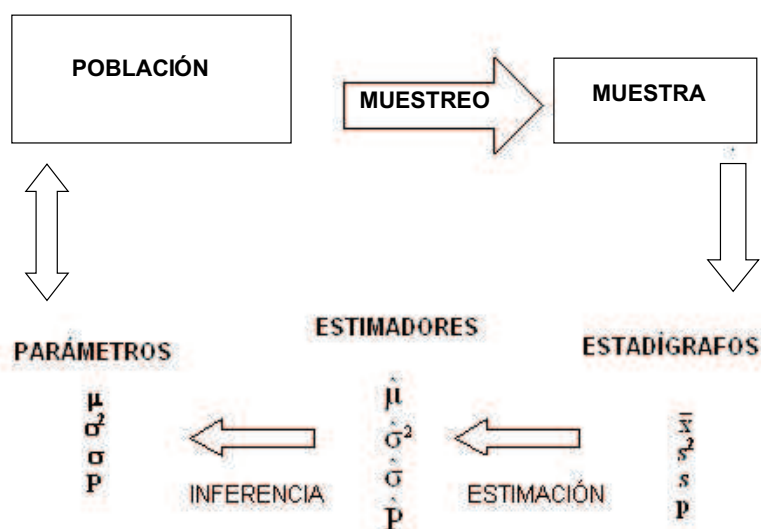 POBLACIÓN
MUESTREO
MUESTRA
PARÁMETROS
μ
σ²
σ
P
INFERENCIA
ESTIMADORES
μ̂
σ̂²
σ̂
P̂
ESTIMACIÓN
ESTADÍGRAFOS
x̅
s²
s
p